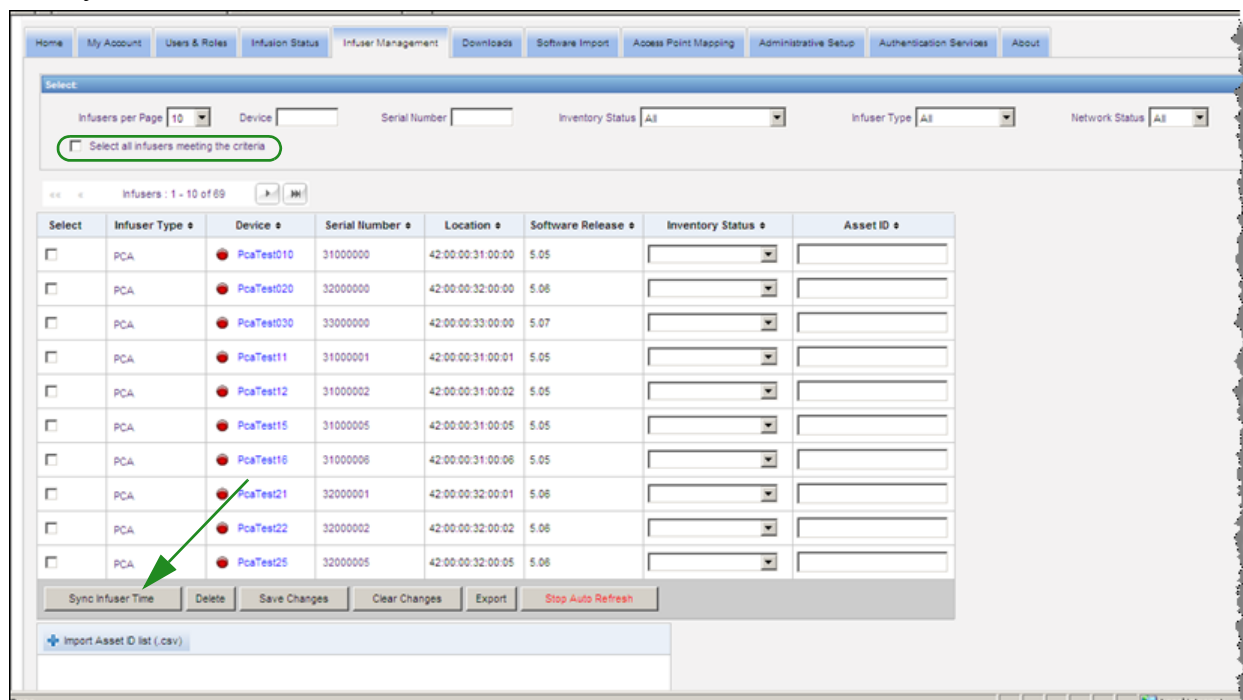 Home My Account Users & Roles Infusion Status Infuser Management Downloads Software Import Access Point Mapping Administrative Setup Authentication Services About
Select:
Infusers per Page 10 Device Serial Number Inventory Status All Infuser Type All Network Status All
Select all infusers meeting the criteria
Infusers : 1 - 10 of 69
Select Infuser Type Device Serial Number Location Software Release Inventory Status Asset ID
PCA PcaTest010 31000000 42:00:00:31:00:00 5.05
PCA PcaTest020 32000000 42:00:00:32:00:00 5.06
PCA PcaTest030 33000000 42:00:00:33:00:00 5.07
PCA PcaTest11 31000001 42:00:00:31:00:01 5.05
PCA PcaTest12 31000002 42:00:00:31:00:02 5.05
PCA PcaTest15 31000005 42:00:00:31:00:05 5.05
PCA PcaTest16 31000006 42:00:00:31:00:06 5.05
PCA PcaTest21 32000001 42:00:00:32:00:01 5.06
PCA PcaTest22 32000002 42:00:00:32:00:02 5.06
PCA PcaTest25 32000005 42:00:00:32:00:05 5.06
Sync Infuser Time Delete Save Changes Clear Changes Export Stop Auto Refresh
Import Asset ID list (.csv)